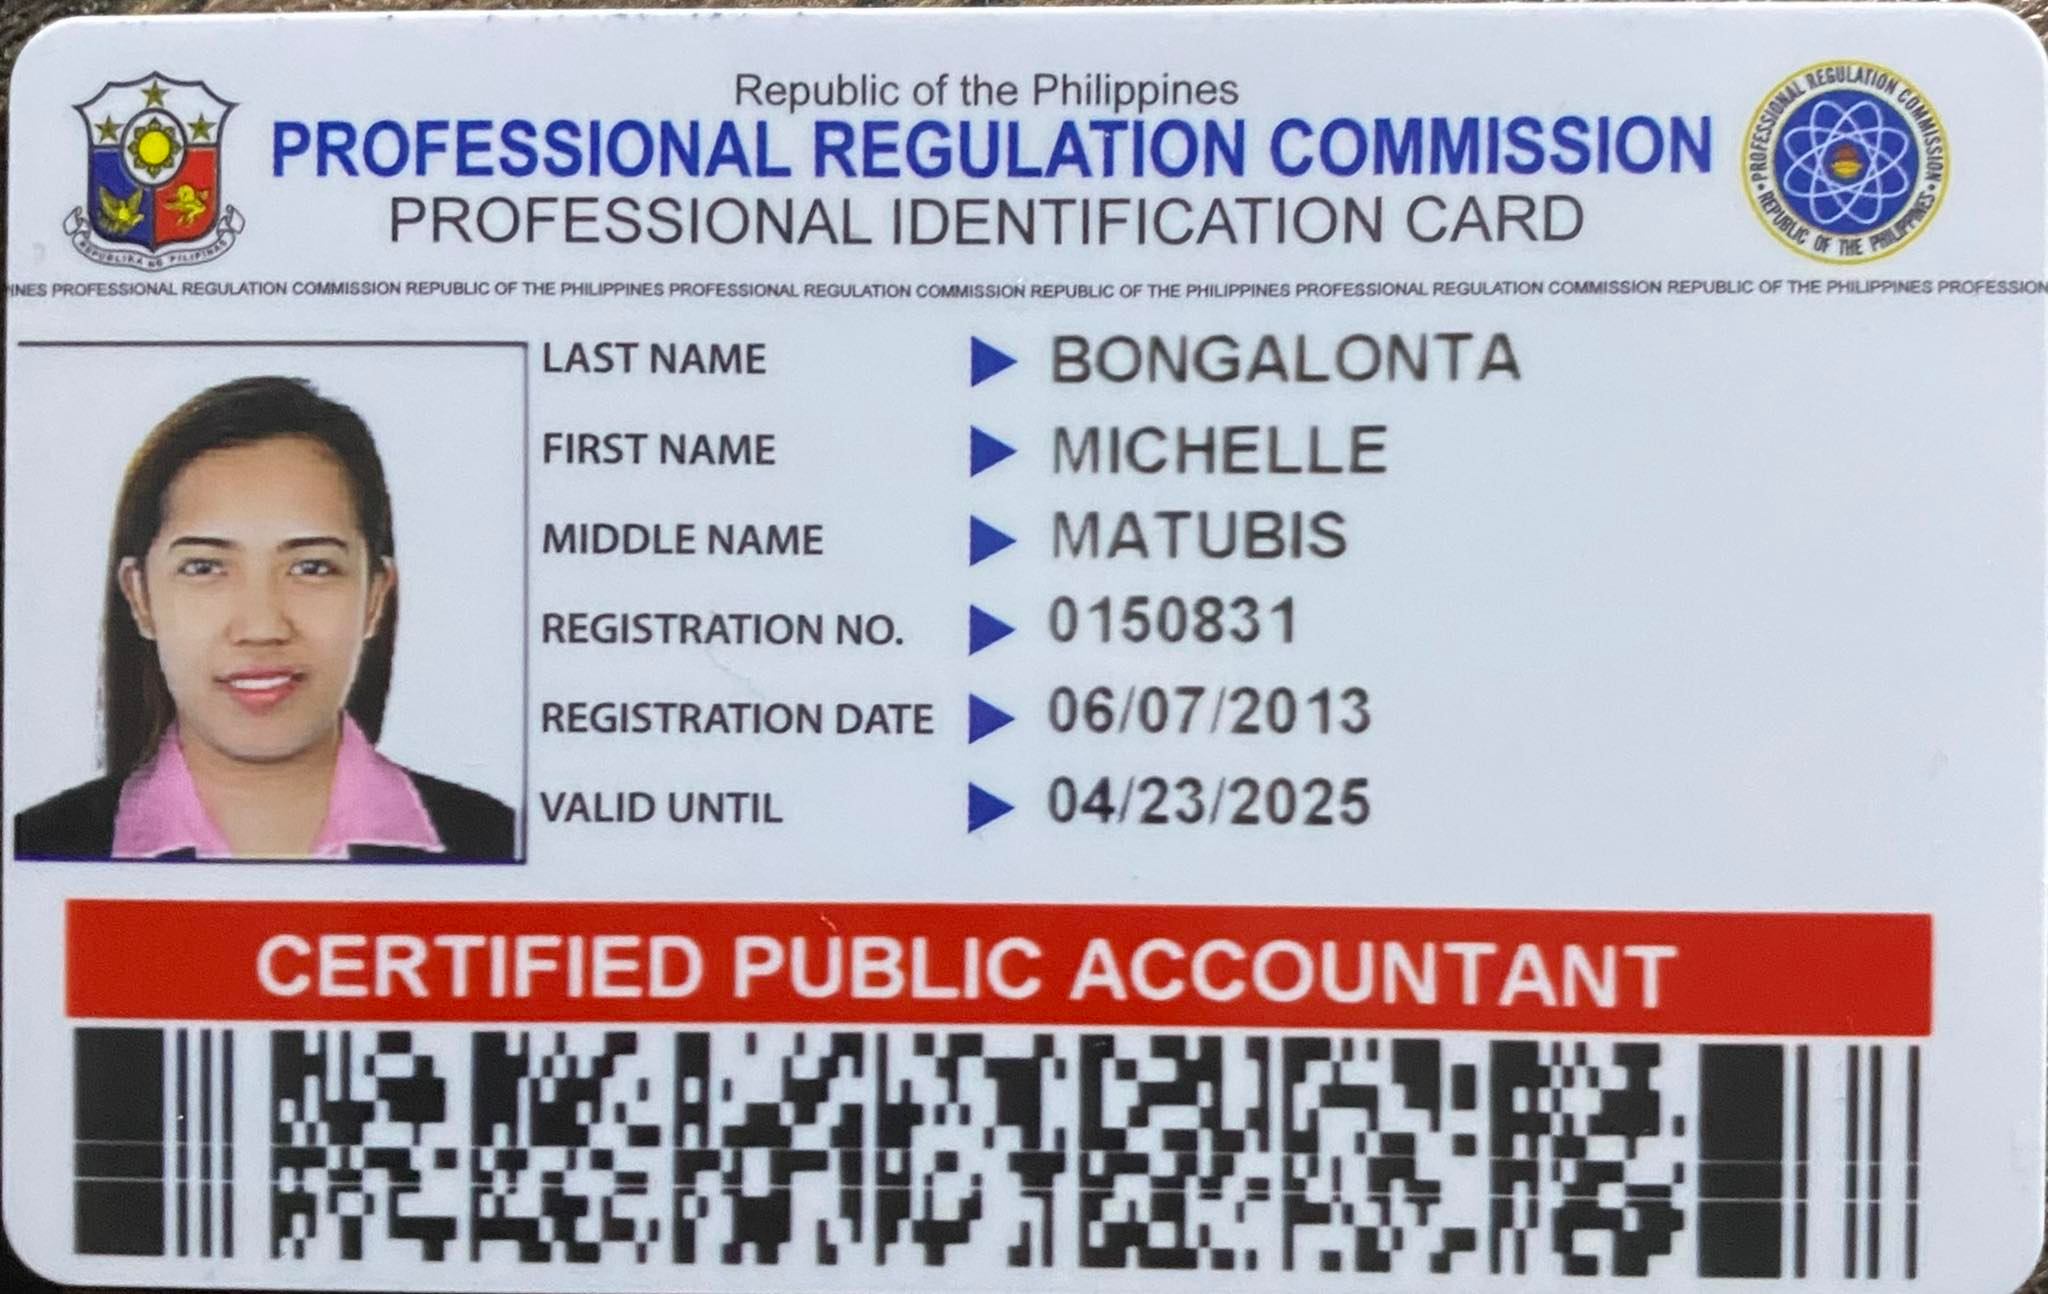 Republic of the Philippines
PROFESSIONAL REGULATION COMMISSION
PROFESSIONAL IDENTIFICATION CARD
REPUBLIKA NG PILIPINAS
PROFESSIONAL REGULATION COMMISSION
REPUBLIC OF THE PHILIPPINES
INES PROFESSIONAL REGULATION COMMISSION REPUBLIC OF THE PHILIPPINES PROFESSIONAL REGULATION COMMISSION REPUBLIC OF THE PHILIPPINES PROFESSIONAL REGULATION COMMISSION REPUBLIC OF THE PHILIPPINES PROFESSION
LAST NAME BONGALONTA
FIRST NAME MICHELLE
MIDDLE NAME MATUBIS
REGISTRATION NO. 0150831
REGISTRATION DATE 06/07/2013
VALID UNTIL 04/23/2025
CERTIFIED PUBLIC ACCOUNTANT